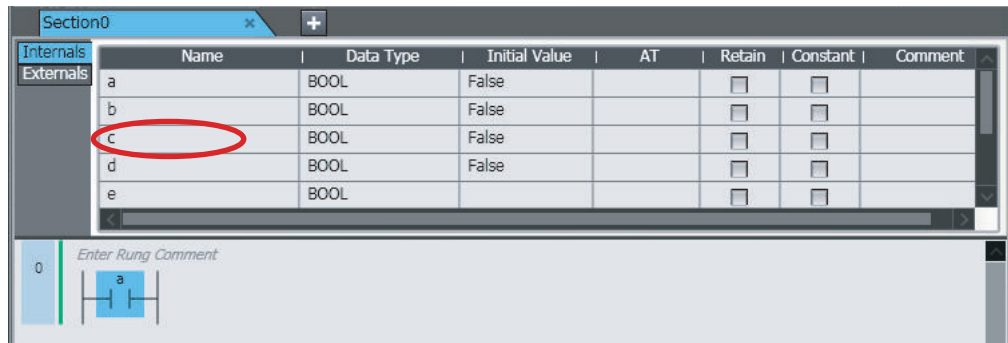 Section0 × +
Internals
Externals
Name Data Type Initial Value AT Retain Constant Comment
a BOOL False
b BOOL False
c BOOL False
d BOOL False
e BOOL
0 Enter Rung Comment
a